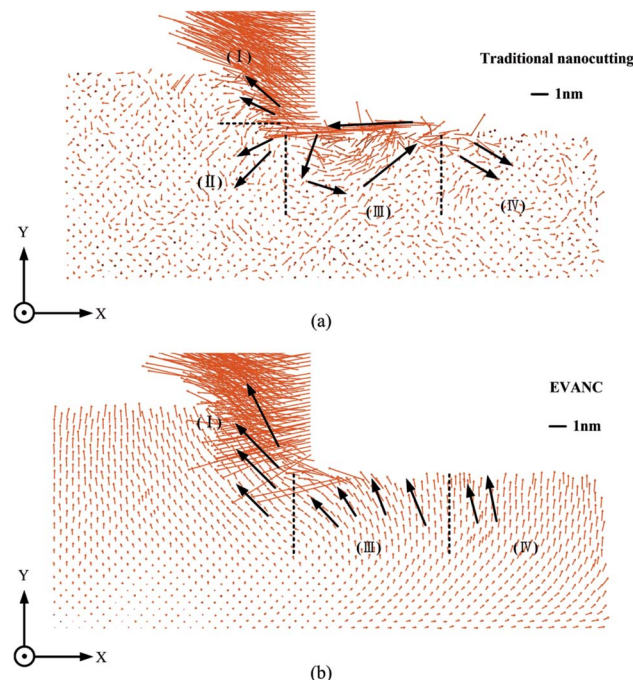 (Ⅰ)
Traditional nanocutting
1nm
(Ⅱ)
(Ⅲ)
(Ⅳ)
Y
X
(a)
EVANC
1nm
(Ⅰ)
(Ⅲ)
(Ⅳ)
Y
X
(b)